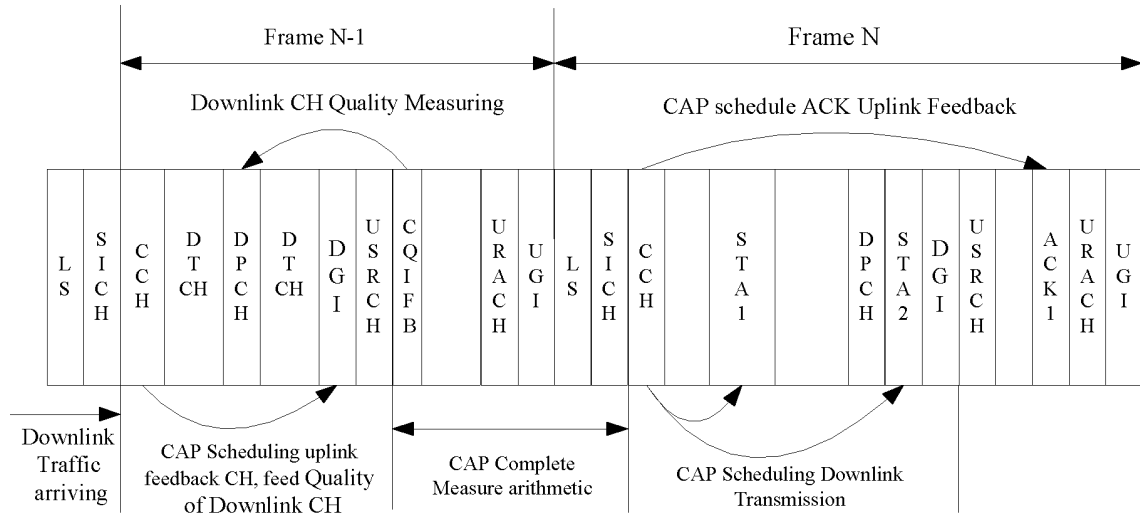 Frame N-1
Frame N
Downlink CH Quality Measuring
CAP schedule ACK Uplink Feedback
LS
SICH
CCH
DTCH
DPCH
DTCH
DGI
USRCH
CQIFB
URACH
UGI
LS
SICH
CCH
STA1
DPCH
STA2
DGI
USRCH
ACK1
URACH
UGI
Downlink
Traffic
arriving
CAP Scheduling uplink
feedback CH, feed Quality
of Downlink CH
CAP Complete
Measure arithmetic
CAP Scheduling Downlink
Transmission